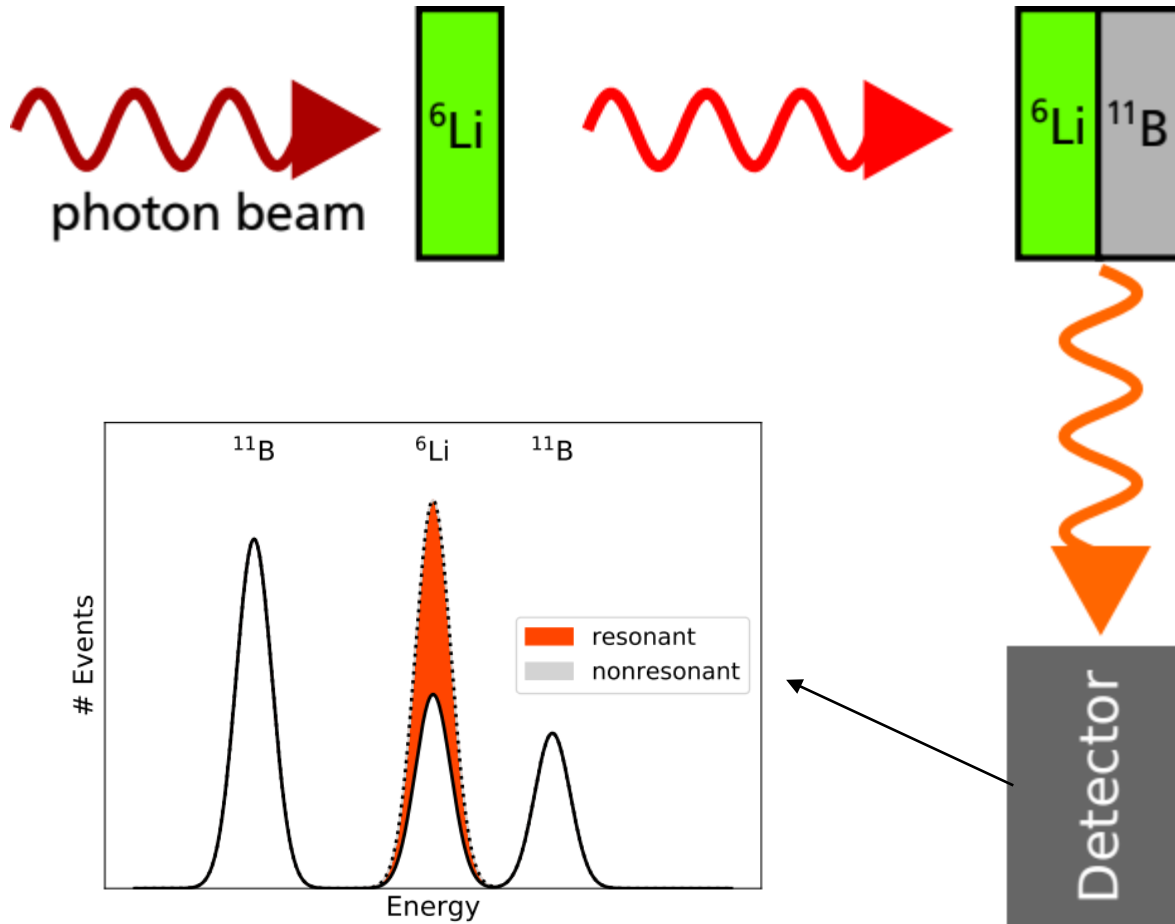 ⁶Li
⁶Li ¹¹B
photon beam
¹¹B ⁶Li ¹¹B
# Events
resonant
nonresonant
Energy
Detector